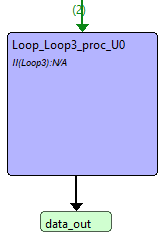 (2)
Loop_Loop3_proc_U0
II(Loop3):N/A
data_out